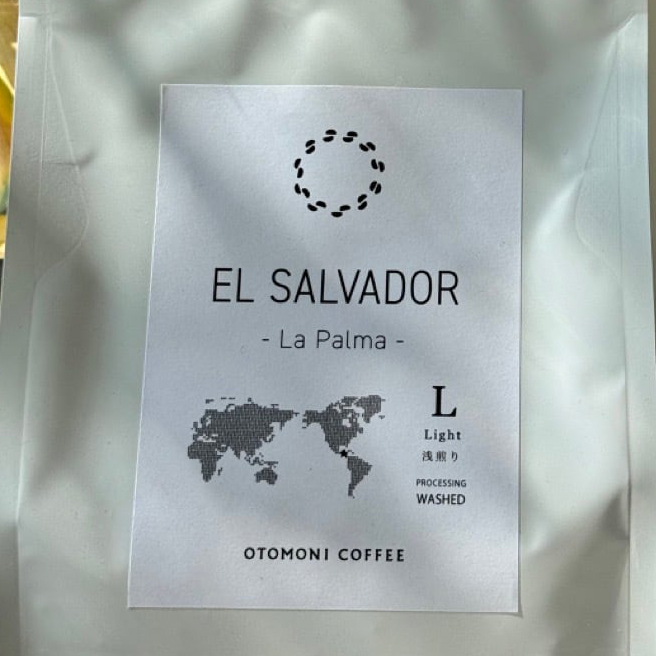 EL SALVADOR
- La Palma -
L
Light
浅煎り
PROCESSING
WASHED
OTOMONI COFFEE